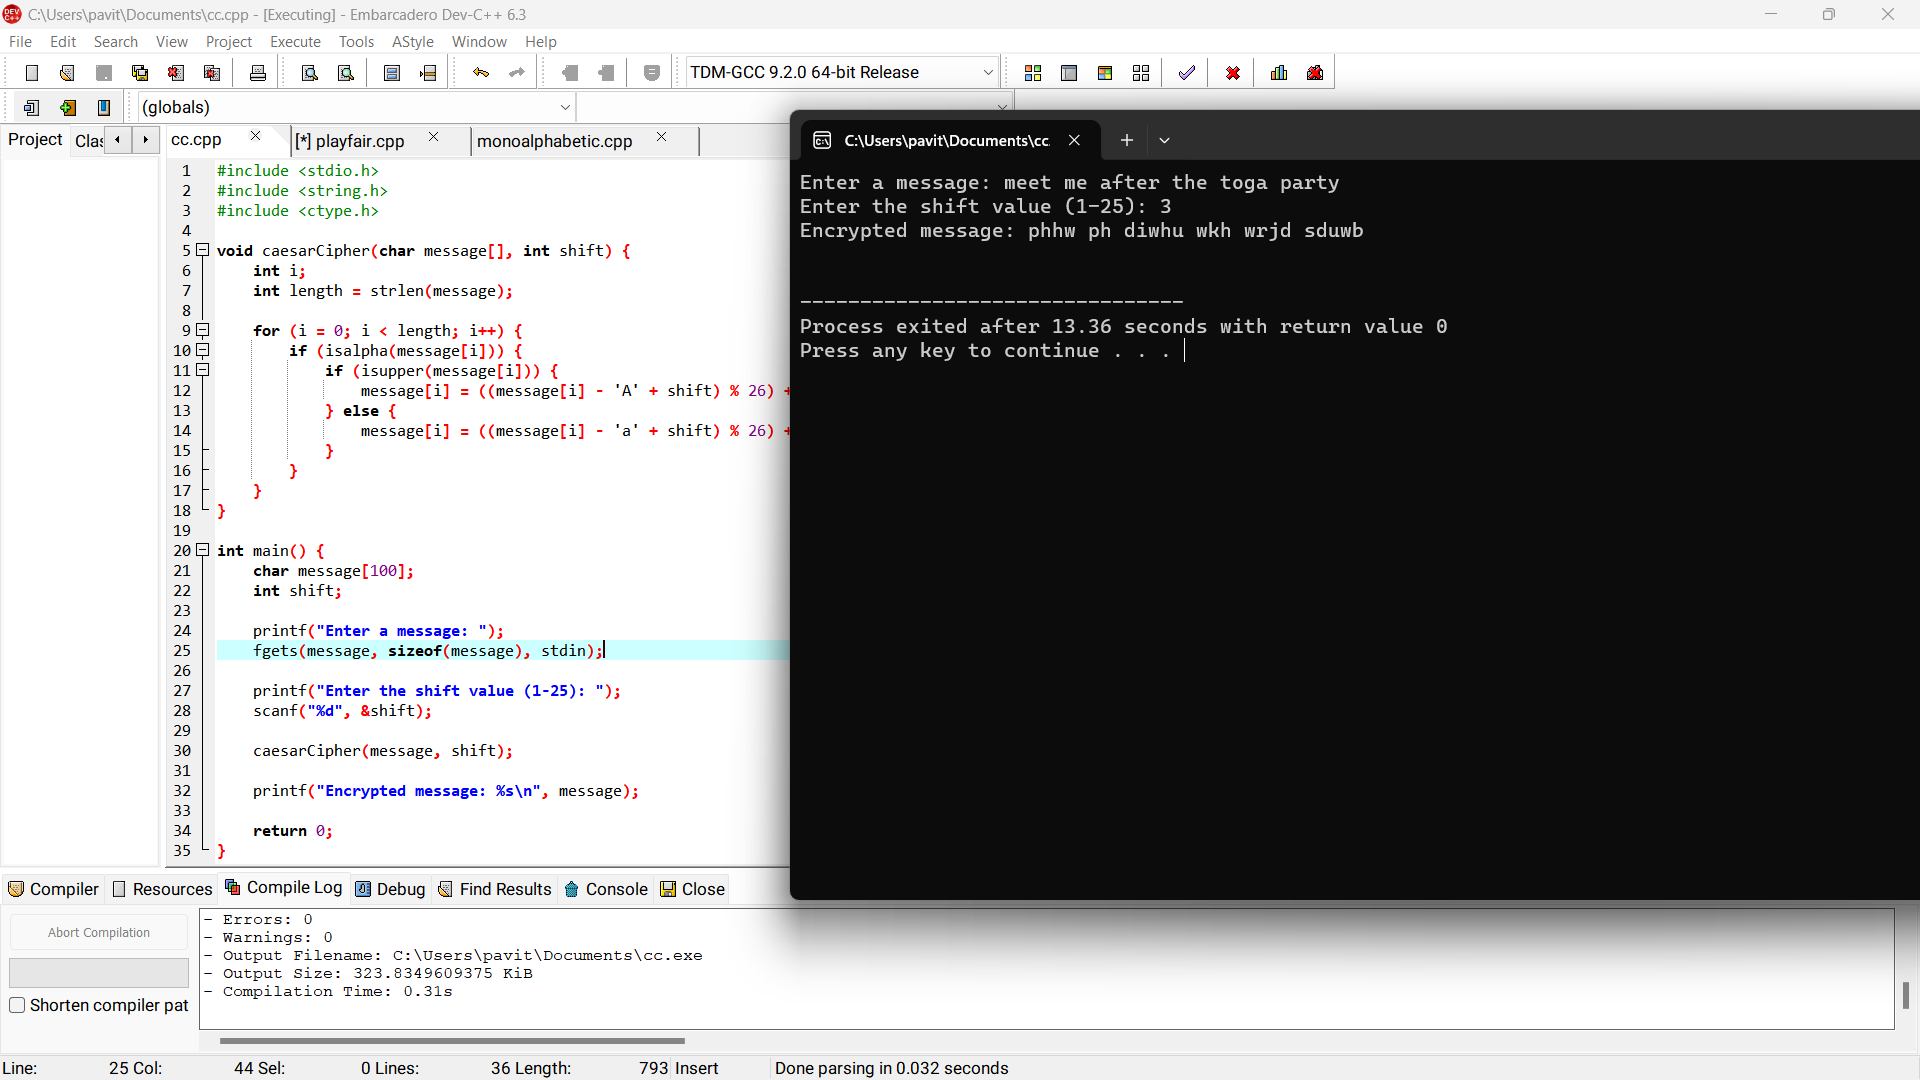 C:\Users\pavit\Documents\cc.cpp - [Executing] - Embarcadero Dev-C++ 6.3
File Edit Search View Project Execute Tools AStyle Window Help
TDM-GCC 9.2.0 64-bit Release
(globals)
Project Clas cc.cpp [*] playfair.cpp monoalphabetic.cpp
1 #include <stdio.h>
2 #include <string.h>
3 #include <ctype.h>
4
5 void caesarCipher(char message[], int shift) {
6 int i;
7 int length = strlen(message);
8
9 for (i = 0; i < length; i++) {
10 if (isalpha(message[i])) {
11 if (isupper(message[i])) {
12 message[i] = ((message[i] - 'A' + shift) % 26) +
13 } else {
14 message[i] = ((message[i] - 'a' + shift) % 26) +
15 }
16 }
17 }
18 }
19
20 int main() {
21 char message[100];
22 int shift;
23
24 printf("Enter a message: ");
25 fgets(message, sizeof(message), stdin);
26
27 printf("Enter the shift value (1-25): ");
28 scanf("%d", &shift);
29
30 caesarCipher(message, shift);
31
32 printf("Encrypted message: %s\n", message);
33
34 return 0;
35 }
C:\Users\pavit\Documents\cc.
Enter a message: meet me after the toga party
Enter the shift value (1-25): 3
Encrypted message: phhw ph diwhu wkh wrjd sduwb
--------------------------------
Process exited after 13.36 seconds with return value 0
Press any key to continue . . .
Compiler Resources Compile Log Debug Find Results Console Close
Abort Compilation
Shorten compiler pat
- Errors: 0
- Warnings: 0
- Output Filename: C:\Users\pavit\Documents\cc.exe
- Output Size: 323.8349609375 KiB
- Compilation Time: 0.31s
Line: 25 Col: 44 Sel: 0 Lines: 36 Length: 793 Insert Done parsing in 0.032 seconds